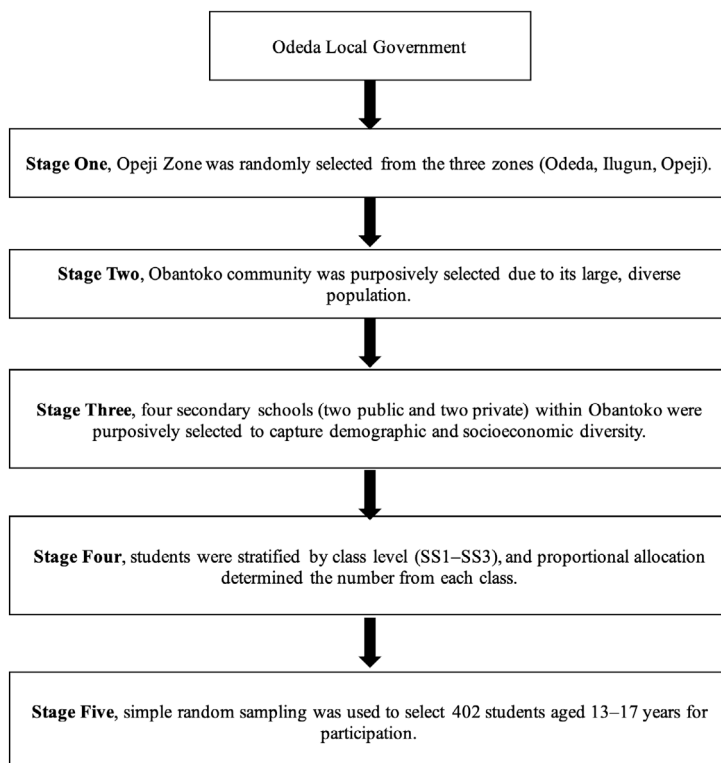 Odeda Local Government
Stage One, Opeji Zone was randomly selected from the three zones (Odeda, Ilugun, Opeji).
Stage Two, Obantoko community was purposively selected due to its large, diverse
population.
Stage Three, four secondary schools (two public and two private) within Obantoko were
purposively selected to capture demographic and socioeconomic diversity.
Stage Four, students were stratified by class level (SS1–SS3), and proportional allocation
determined the number from each class.
Stage Five, simple random sampling was used to select 402 students aged 13–17 years for
participation.